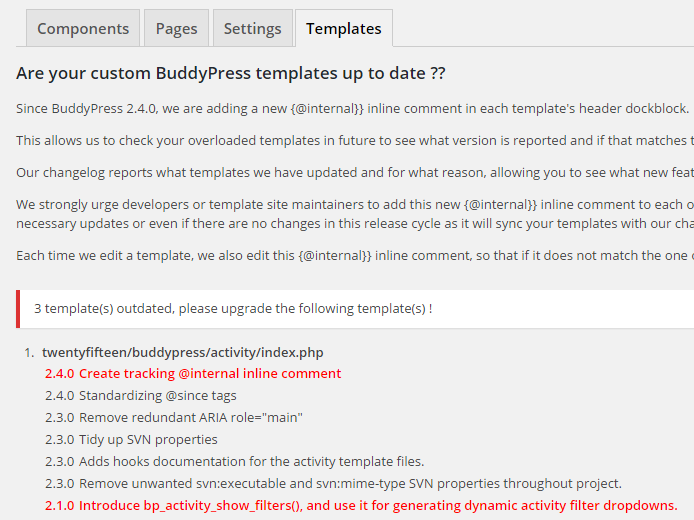 Components Pages Settings Templates
Are your custom BuddyPress templates up to date ??
Since BuddyPress 2.4.0, we are adding a new {@internal}} inline comment in each template's header dockblock.
This allows us to check your overloaded templates in future to see what version is reported and if that matches t
Our changelog reports what templates we have updated and for what reason, allowing you to see what new feat
We strongly urge developers or template site maintainers to add this new {@internal}} inline comment to each o
necessary updates or even if there are no changes in this release cycle as it will sync your templates with our cha
Each time we edit a template, we also edit this {@internal}} inline comment, so that if it does not match the one
3 template(s) outdated, please upgrade the following template(s) !
1. twentyfifteen/buddypress/activity/index.php
2.4.0 Create tracking @internal inline comment
2.4.0 Standardizing @since tags
2.3.0 Remove redundant ARIA role="main"
2.3.0 Tidy up SVN properties
2.3.0 Adds hooks documentation for the activity template files.
2.3.0 Remove unwanted svn:executable and svn:mime-type SVN properties throughout project.
2.1.0 Introduce bp_activity_show_filters(), and use it for generating dynamic activity filter dropdowns.